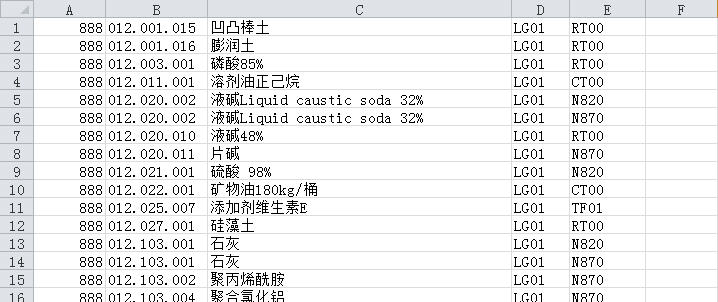 A B C D E F
1 888 012.001.015 凹凸棒土 LG01 RT00
2 888 012.001.016 膨润土 LG01 RT00
3 888 012.003.001 磷酸85% LG01 RT00
4 888 012.011.001 溶剂油正己烷 LG01 CT00
5 888 012.020.002 液碱Liquid caustic soda 32% LG01 N820
6 888 012.020.002 液碱Liquid caustic soda 32% LG01 N870
7 888 012.020.010 液碱48% LG01 RT00
8 888 012.020.011 片碱 LG01 N870
9 888 012.021.001 硫酸 98% LG01 N820
10 888 012.022.001 矿物油180kg/桶 LG01 CT00
11 888 012.025.007 添加剂维生素E LG01 TF01
12 888 012.027.001 硅藻土 LG01 RT00
13 888 012.103.001 石灰 LG01 N820
14 888 012.103.001 石灰 LG01 N870
15 888 012.103.002 聚丙烯酰胺 LG01 N870
16 888 012.103.004 聚合氯化铝 LG01 N870